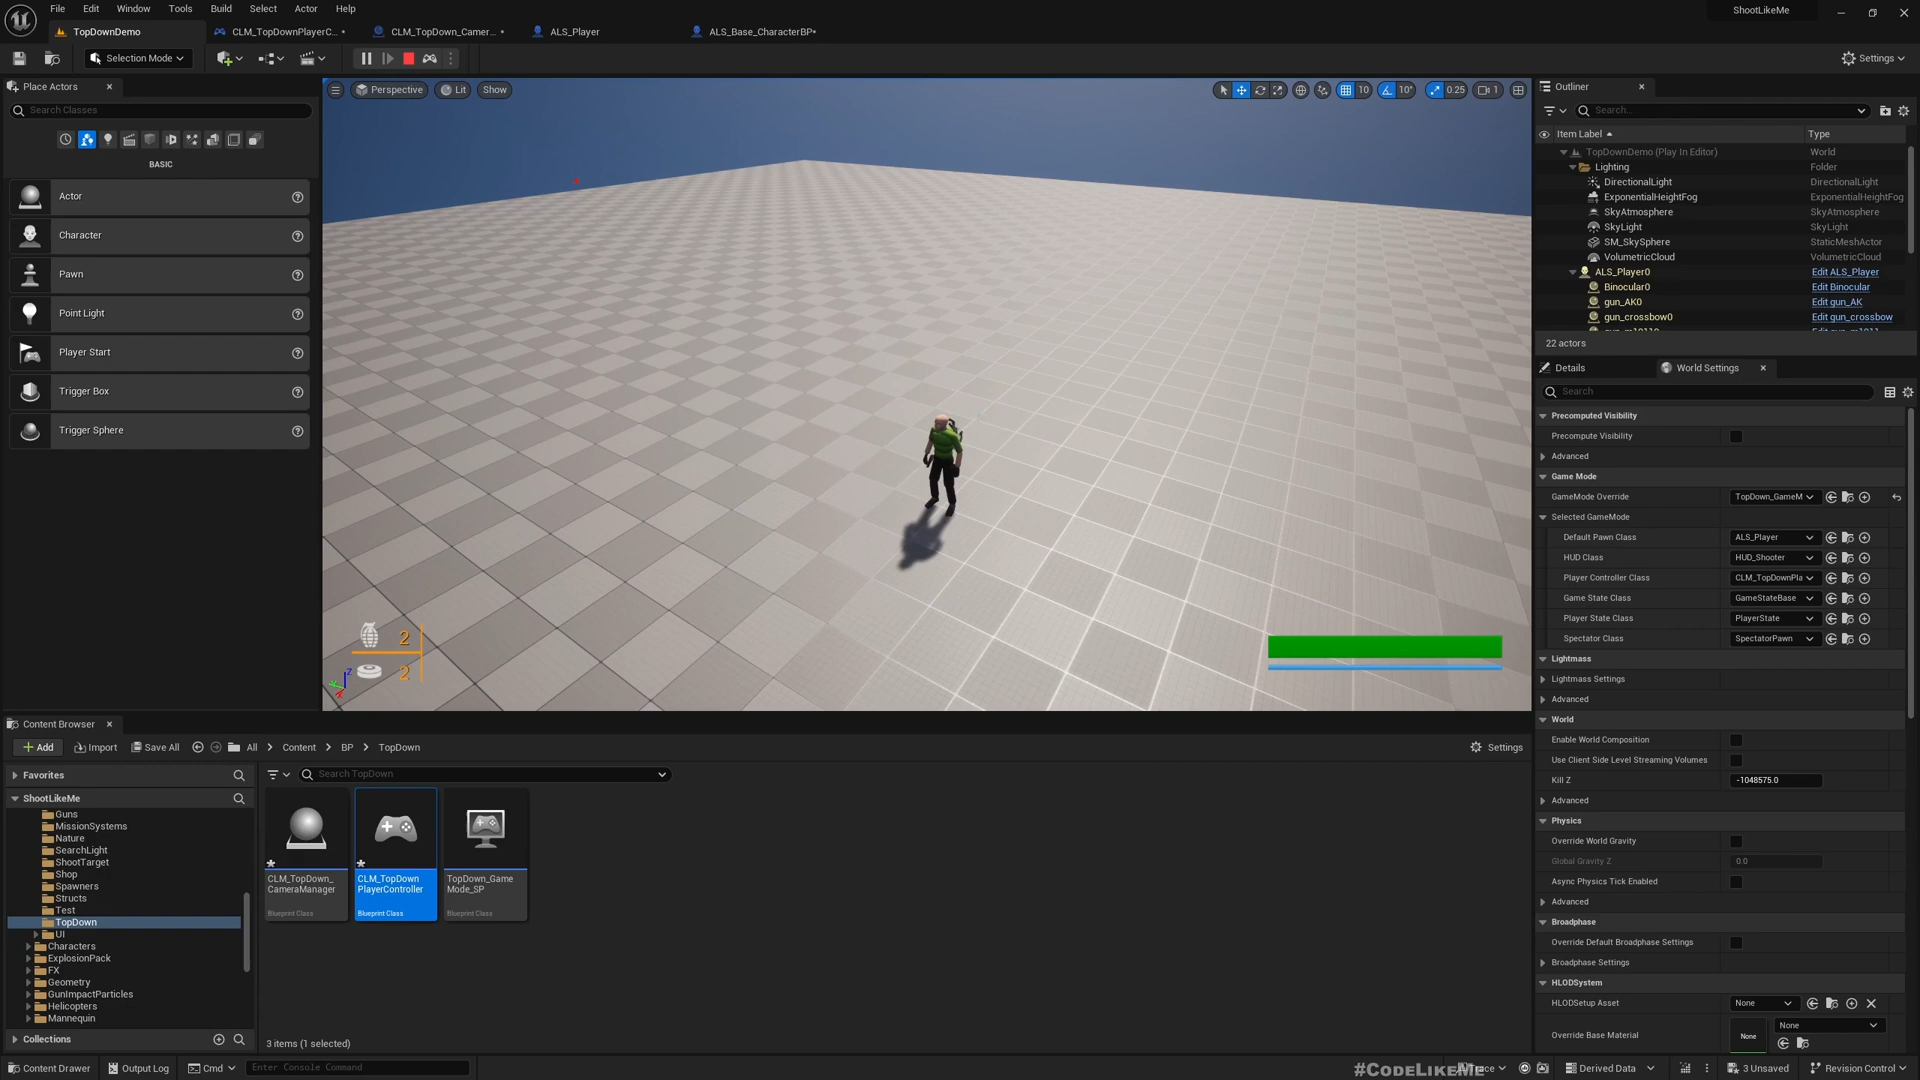 File Edit Window Tools Build Select Actor Help
ShootLikeMe
TopDownDemo
CLM_TopDownPlayerC... •
CLM_TopDown_Camer... •
ALS_Player
ALS_Base_CharacterBP•
Selection Mode
Settings
Place Actors
Search Classes
BASIC
Actor
Character
Pawn
Point Light
Player Start
Trigger Box
Trigger Sphere
Perspective Lit Show
10 10° 0.25 1
2
2
Outliner
Search...
Item Label Type
TopDownDemo (Play In Editor) World
Lighting Folder
DirectionalLight DirectionalLight
ExponentialHeightFog ExponentialHeightFog
SkyAtmosphere SkyAtmosphere
SkyLight SkyLight
SM_SkySphere StaticMeshActor
VolumetricCloud VolumetricCloud
ALS_Player0 Edit ALS_Player
Binocular0 Edit Binocular
gun_AK0 Edit gun_AK
gun_crossbow0 Edit gun_crossbow
22 actors
Details
World Settings
Search
Precomputed Visibility
Precompute Visibility
Advanced
Game Mode
GameMode Override TopDown_GameM
Selected GameMode
Default Pawn Class ALS_Player
HUD Class HUD_Shooter
Player Controller Class CLM_TopDownPla
Game State Class GameStateBase
Player State Class PlayerState
Spectator Class SpectatorPawn
Lightmass
Lightmass Settings
Advanced
World
Enable World Composition
Use Client Side Level Streaming Volumes
Kill Z -1048575.0
Advanced
Physics
Override World Gravity
Global Gravity Z 0.0
Async Physics Tick Enabled
Advanced
Broadphase
Override Default Broadphase Settings
Broadphase Settings
HLODSystem
HLODSetup Asset None
Override Base Material None None
Content Browser
Add Import Save All All Content BP TopDown Settings
Favorites
Search TopDown
ShootLikeMe
Guns
MissionSystems
Nature
SearchLight
ShootTarget
Shop
Spawners
Structs
Test
TopDown
UI
Characters
ExplosionPack
FX
Geometry
GunImpactParticles
Helicopters
Mannequin
Collections
CLM_TopDown_
CameraManager
Blueprint Class
CLM_TopDown
PlayerController
Blueprint Class
TopDown_Game
Mode_SP
Blueprint Class
3 items (1 selected)
Content Drawer Output Log Cmd Enter Console Command
#CODELIKEME
Trace Derived Data 3 Unsaved Revision Control